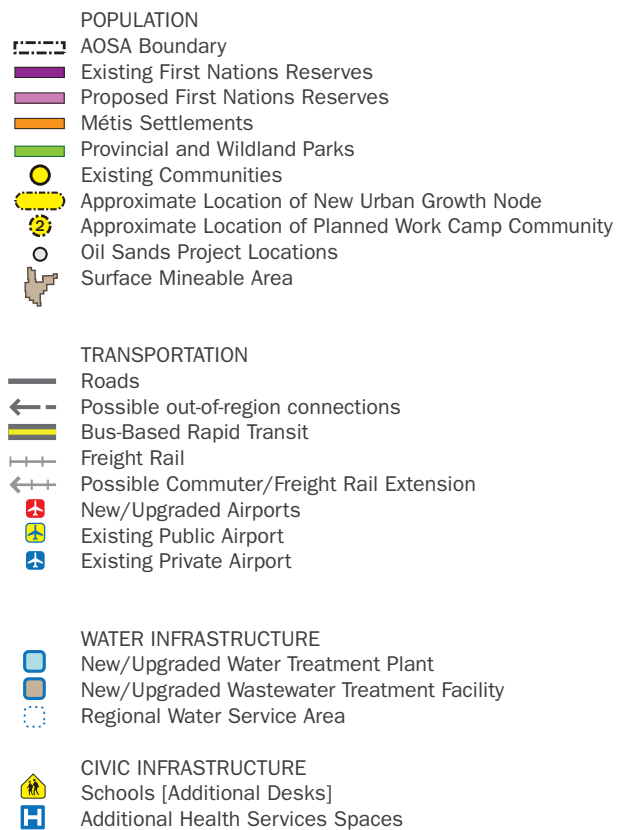 POPULATION
AOSA Boundary
Existing First Nations Reserves
Proposed First Nations Reserves
Métis Settlements
Provincial and Wildland Parks
Existing Communities
Approximate Location of New Urban Growth Node
2 Approximate Location of Planned Work Camp Community
Oil Sands Project Locations
Surface Mineable Area
TRANSPORTATION
Roads
Possible out-of-region connections
Bus-Based Rapid Transit
Freight Rail
Possible Commuter/Freight Rail Extension
New/Upgraded Airports
Existing Public Airport
Existing Private Airport
WATER INFRASTRUCTURE
New/Upgraded Water Treatment Plant
New/Upgraded Wastewater Treatment Facility
Regional Water Service Area
CIVIC INFRASTRUCTURE
Schools [Additional Desks]
H Additional Health Services Spaces